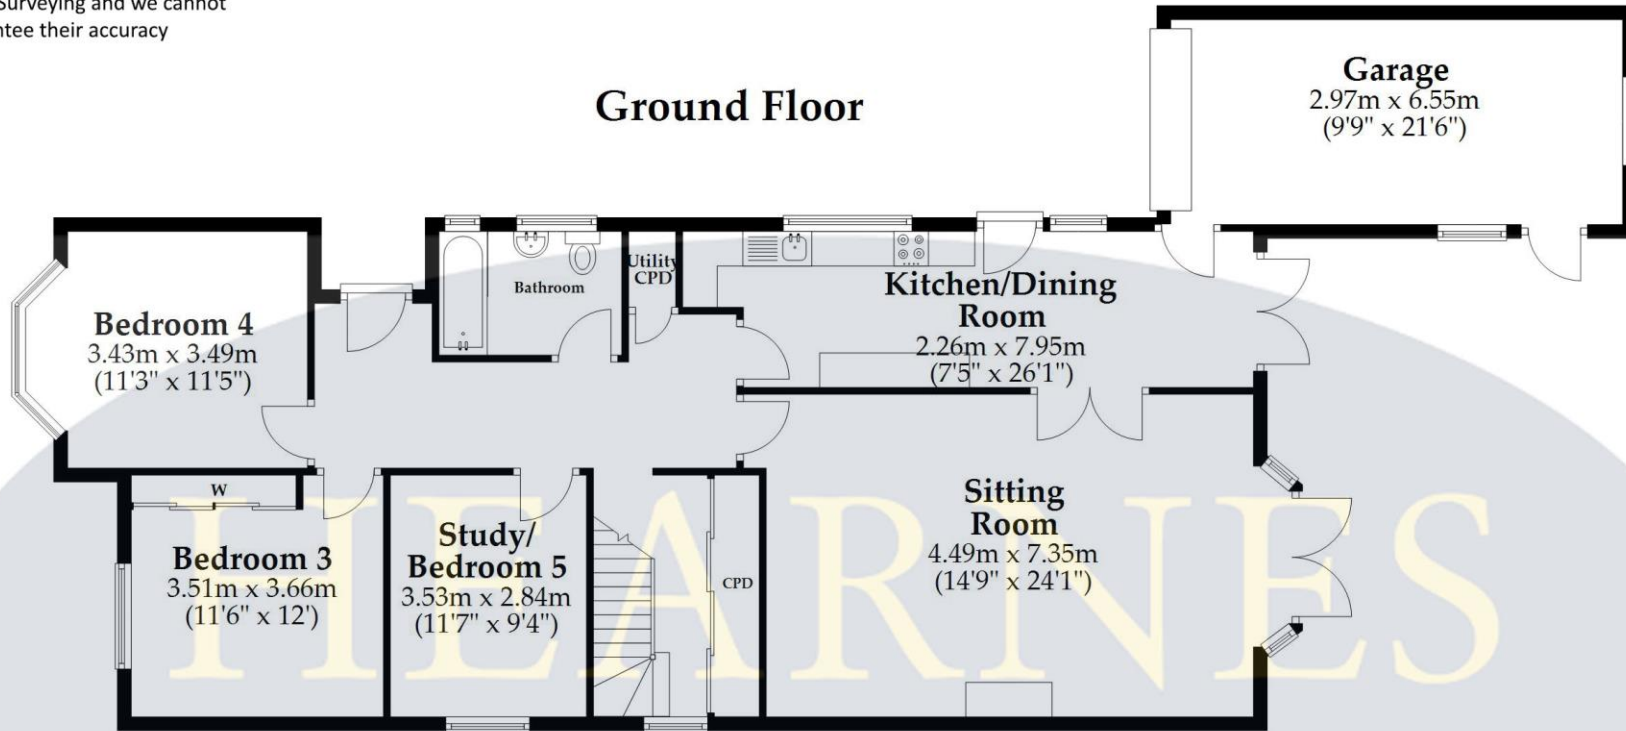 Surveying and we cannot
ntee their accuracy
Ground Floor
Garage
2.97m x 6.55m
(9'9" x 21'6")
Utility
CPD
Bathroom
Kitchen/Dining
Room
2.26m x 7.95m
(7'5" x 26'1")
Bedroom 4
3.43m x 3.49m
(11'3" x 11'5")
W
Bedroom 3
3.51m x 3.66m
(11'6" x 12')
Study/
Bedroom 5
3.53m x 2.84m
(11'7" x 9'4")
CPD
Sitting
Room
4.49m x 7.35m
(14'9" x 24'1")
HEARNES